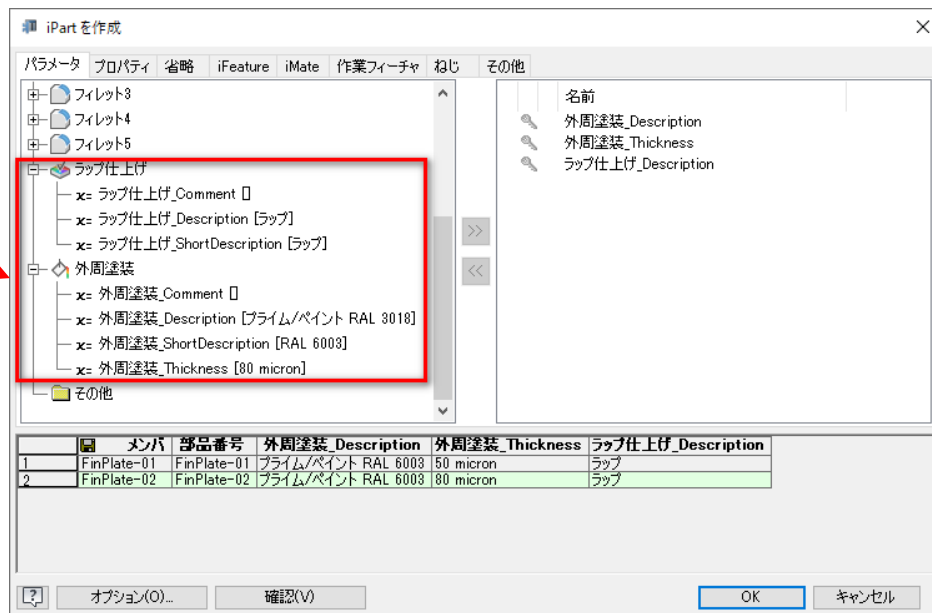 iPart を作成
パラメータ プロパティ 省略 iFeature iMate 作業フィーチャ ねじ その他
フィレット3
フィレット4
フィレット5
ラップ仕上げ
x= ラップ仕上げ_Comment []
x= ラップ仕上げ_Description [ラップ]
x= ラップ仕上げ_ShortDescription [ラップ]
外周塗装
x= 外周塗装_Comment []
x= 外周塗装_Description [プライム/ペイント RAL 3018]
x= 外周塗装_ShortDescription [RAL 6003]
x= 外周塗装_Thickness [80 micron]
その他
>>
<<
名前
外周塗装_Description
外周塗装_Thickness
ラップ仕上げ_Description
メンバ 部品番号 外周塗装_Description 外周塗装_Thickness ラップ仕上げ_Description
1 FinPlate-01 FinPlate-01 プライム/ペイント RAL 6003 50 micron ラップ
2 FinPlate-02 FinPlate-02 プライム/ペイント RAL 6003 80 micron ラップ
? オプション(O)... 確認(V) OK キャンセル